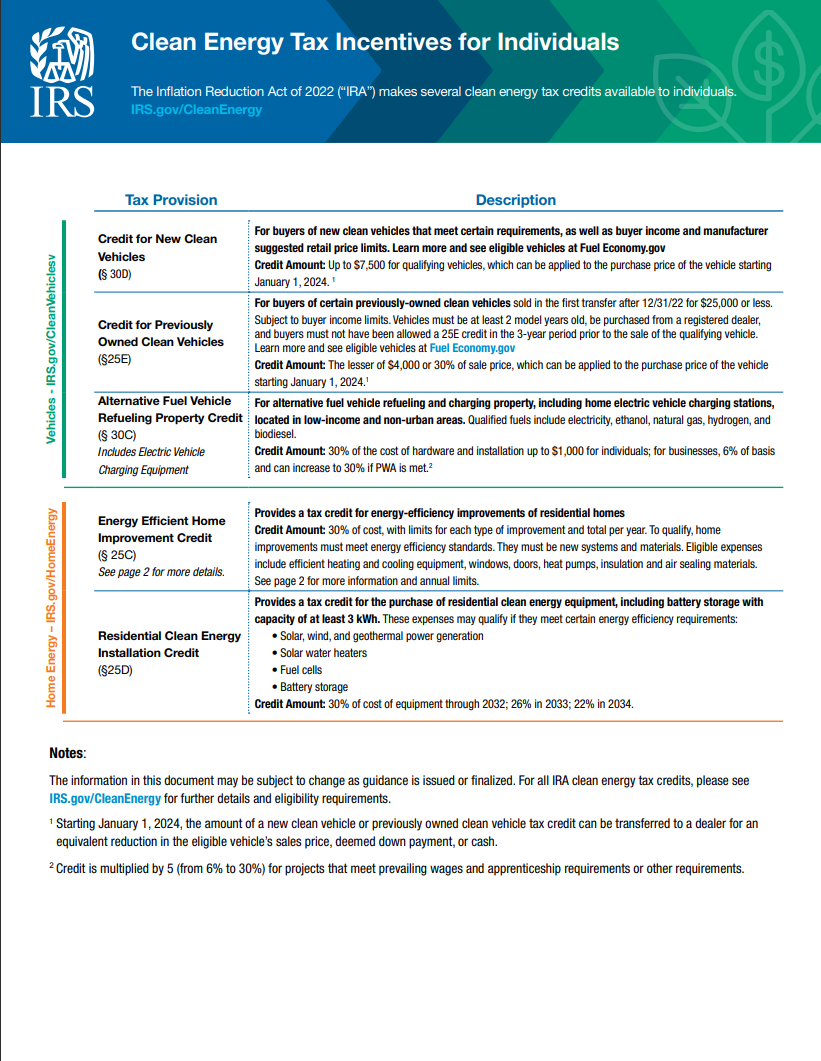 IRS
Clean Energy Tax Incentives for Individuals
The Inflation Reduction Act of 2022 (“IRA”) makes several clean energy tax credits available to individuals.
IRS.gov/CleanEnergy
Tax Provision
Description
Vehicles - IRS.gov/CleanVehiclesv
Credit for New Clean
Vehicles
(§ 30D)
For buyers of new clean vehicles that meet certain requirements, as well as buyer income and manufacturer
suggested retail price limits. Learn more and see eligible vehicles at Fuel Economy.gov
Credit Amount: Up to $7,500 for qualifying vehicles, which can be applied to the purchase price of the vehicle starting
January 1, 2024. 1
Credit for Previously
Owned Clean Vehicles
(§25E)
For buyers of certain previously-owned clean vehicles sold in the first transfer after 12/31/22 for $25,000 or less.
Subject to buyer income limits. Vehicles must be at least 2 model years old, be purchased from a registered dealer,
and buyers must not have been allowed a 25E credit in the 3-year period prior to the sale of the qualifying vehicle.
Learn more and see eligible vehicles at Fuel Economy.gov
Credit Amount: The lesser of $4,000 or 30% of sale price, which can be applied to the purchase price of the vehicle
starting January 1, 2024.1
Alternative Fuel Vehicle
Refueling Property Credit
(§ 30C)
Includes Electric Vehicle
Charging Equipment
For alternative fuel vehicle refueling and charging property, including home electric vehicle charging stations,
located in low-income and non-urban areas. Qualified fuels include electricity, ethanol, natural gas, hydrogen, and
biodiesel.
Credit Amount: 30% of the cost of hardware and installation up to $1,000 for individuals; for businesses, 6% of basis
and can increase to 30% if PWA is met.2
Home Energy – IRS.gov/HomeEnergy
Energy Efficient Home
Improvement Credit
(§ 25C)
See page 2 for more details.
Provides a tax credit for energy-efficiency improvements of residential homes
Credit Amount: 30% of cost, with limits for each type of improvement and total per year. To qualify, home
improvements must meet energy efficiency standards. They must be new systems and materials. Eligible expenses
include efficient heating and cooling equipment, windows, doors, heat pumps, insulation and air sealing materials.
See page 2 for more information and annual limits.
Residential Clean Energy
Installation Credit
(§25D)
Provides a tax credit for the purchase of residential clean energy equipment, including battery storage with
capacity of at least 3 kWh. These expenses may qualify if they meet certain energy efficiency requirements:
• Solar, wind, and geothermal power generation
• Solar water heaters
• Fuel cells
• Battery storage
Credit Amount: 30% of cost of equipment through 2032; 26% in 2033; 22% in 2034.
Notes:
The information in this document may be subject to change as guidance is issued or finalized. For all IRA clean energy tax credits, please see
IRS.gov/CleanEnergy for further details and eligibility requirements.
1 Starting January 1, 2024, the amount of a new clean vehicle or previously owned clean vehicle tax credit can be transferred to a dealer for an
equivalent reduction in the eligible vehicle’s sales price, deemed down payment, or cash.
2 Credit is multiplied by 5 (from 6% to 30%) for projects that meet prevailing wages and apprenticeship requirements or other requirements.